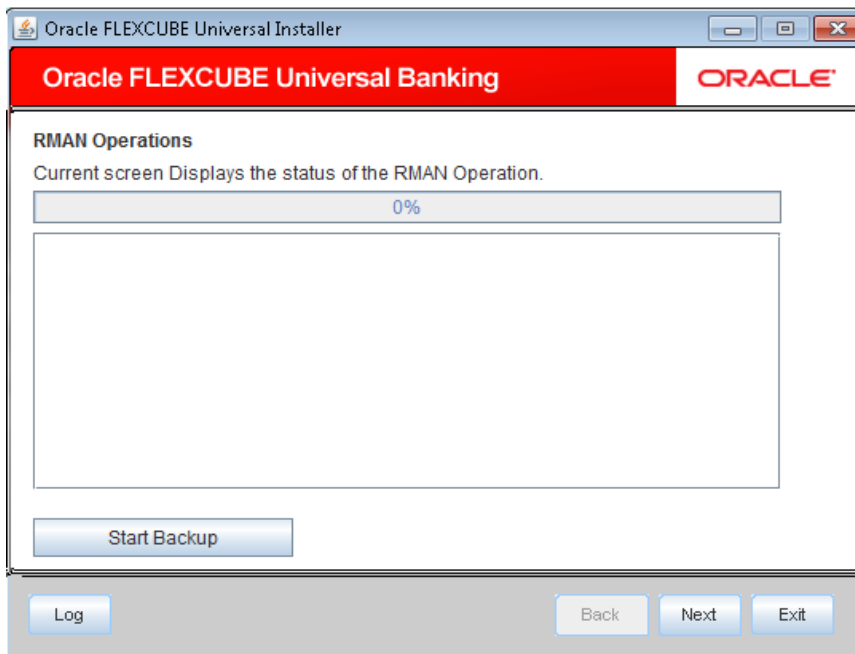 Oracle FLEXCUBE Universal Installer
Oracle FLEXCUBE Universal Banking
ORACLE
RMAN Operations
Current screen Displays the status of the RMAN Operation.
0%
Start Backup
Log
Back
Next
Exit